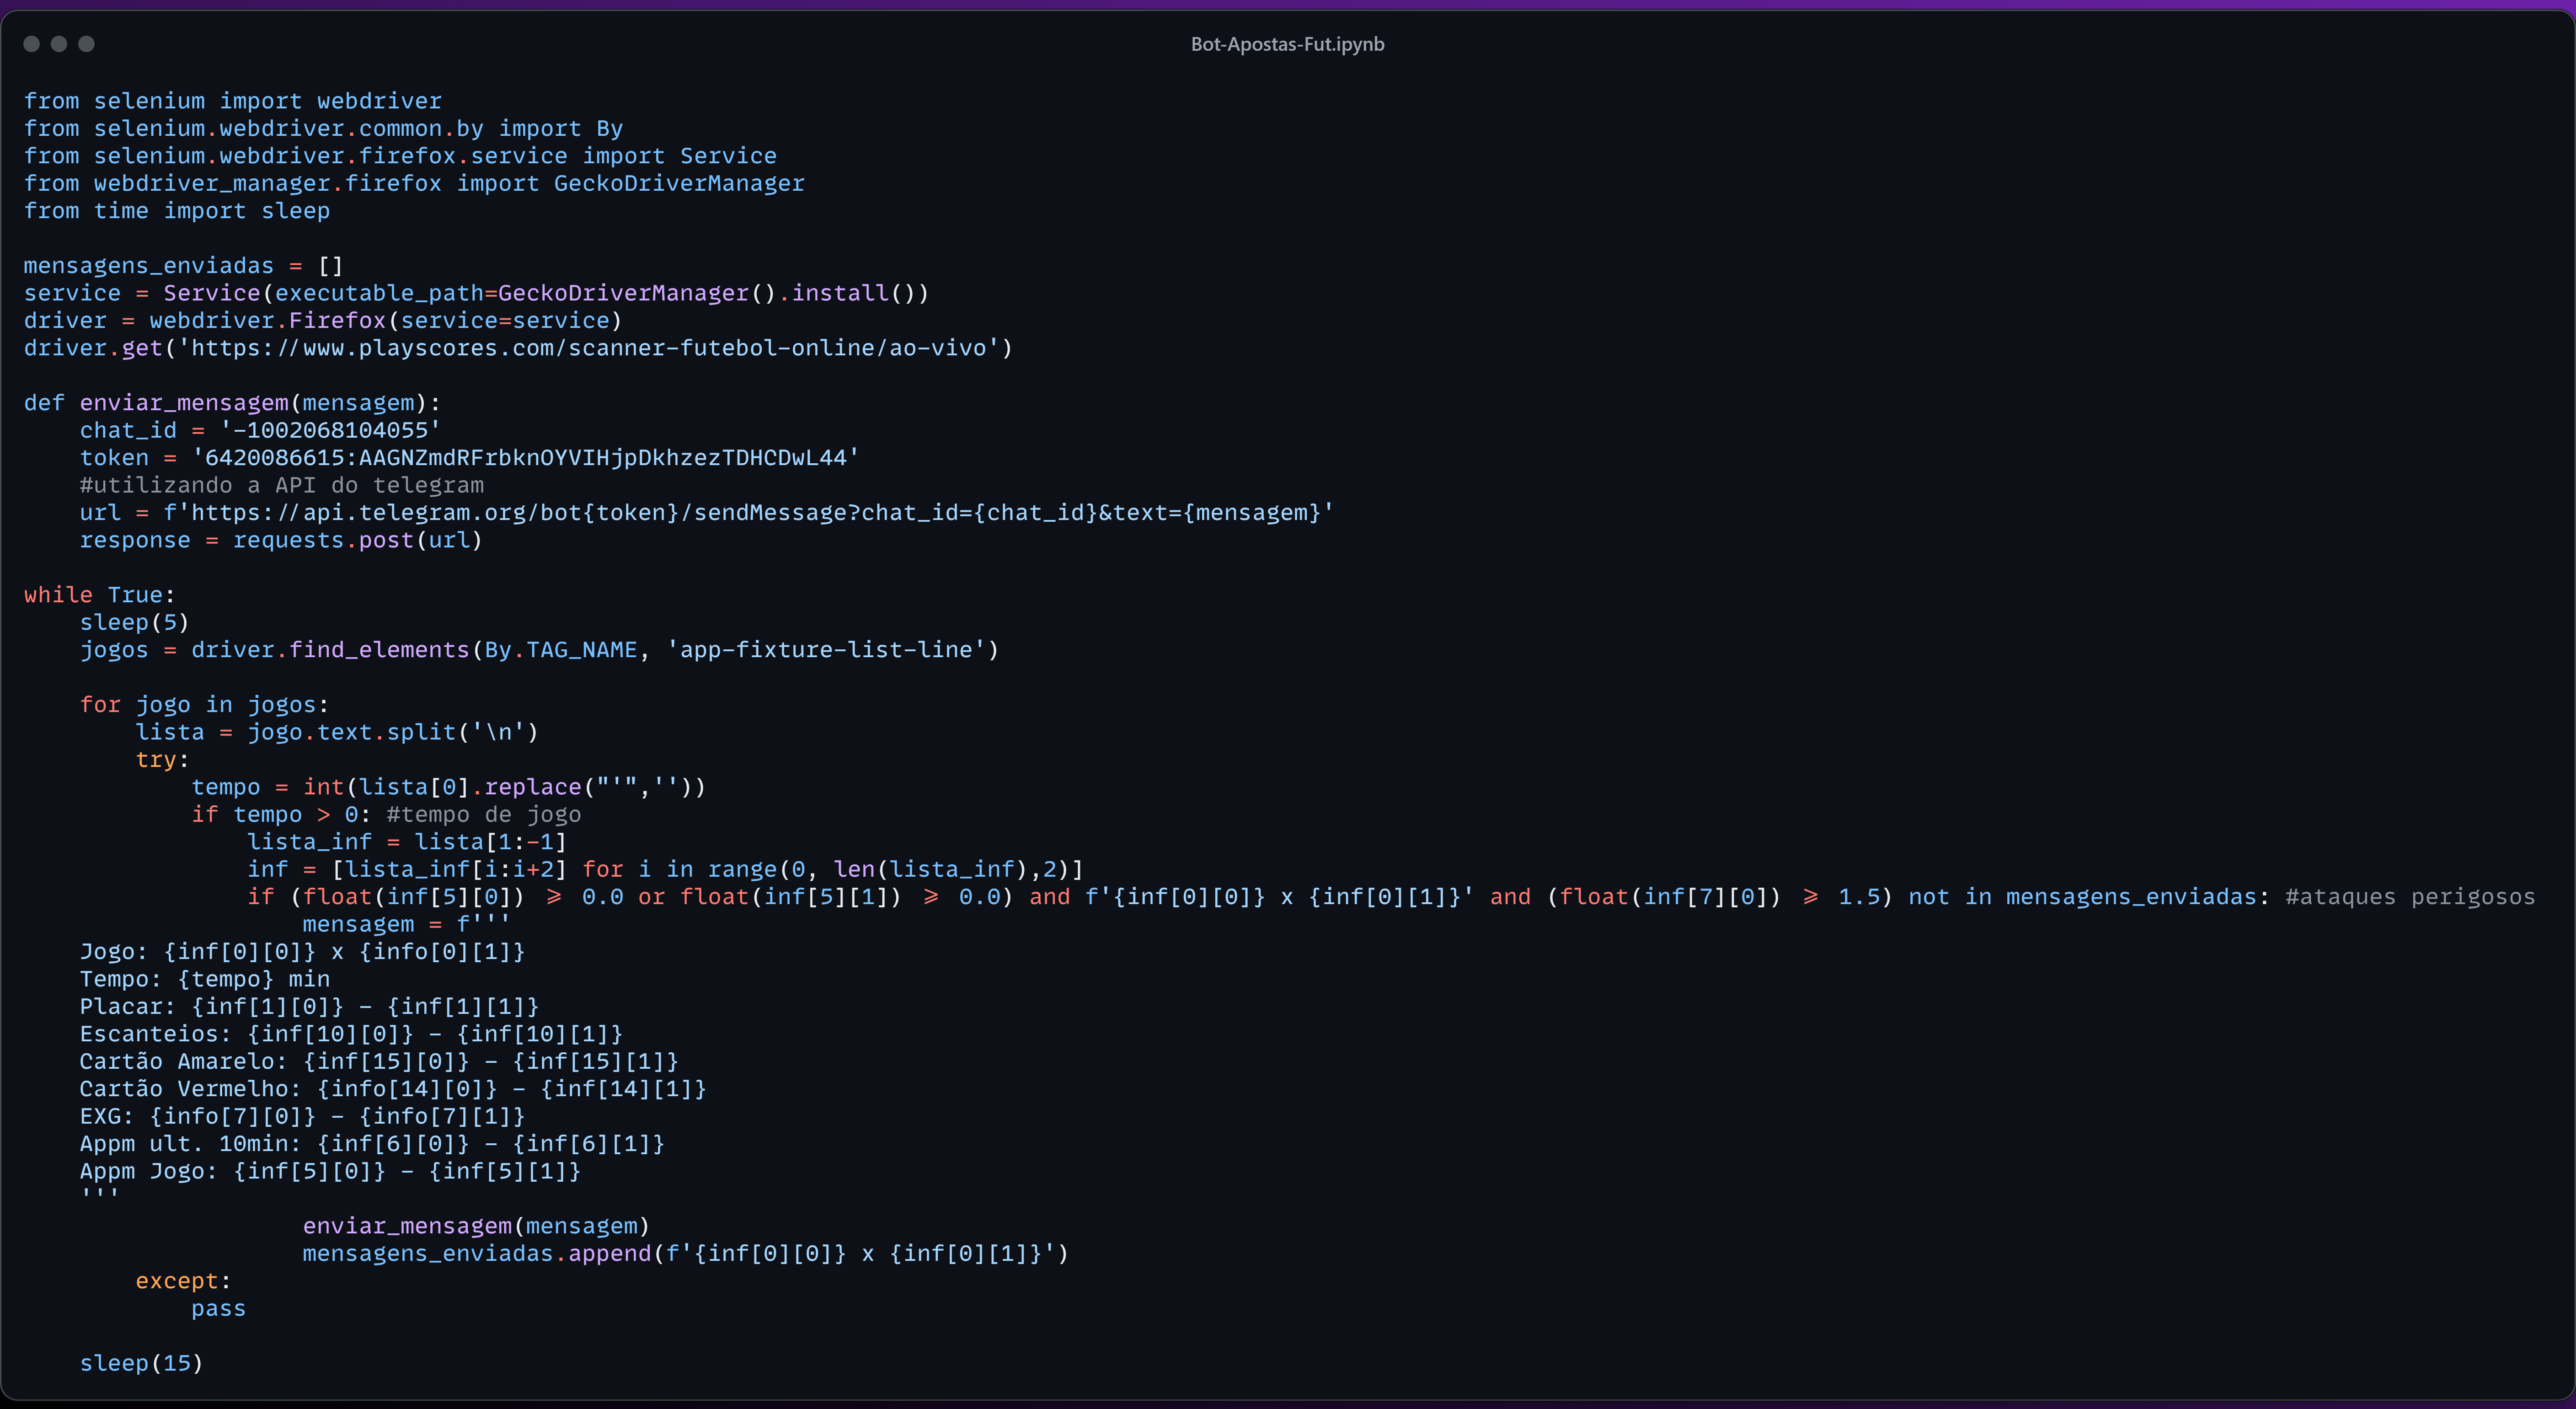 Bot-Apostas-Fut.ipynb
from selenium import webdriver
from selenium.webdriver.common.by import By
from selenium.webdriver.firefox.service import Service
from webdriver_manager.firefox import GeckoDriverManager
from time import sleep

mensagens_enviadas = []
service = Service(executable_path=GeckoDriverManager().install())
driver = webdriver.Firefox(service=service)
driver.get('https://www.playscores.com/scanner-futebol-online/ao-vivo')

def enviar_mensagem(mensagem):
    chat_id = '-1002068104055'
    token = '6420086615:AAGNZmdRFrbknOYVIHjpDkhzezTDHCDwL44'
    #utilizando a API do telegram
    url = f'https://api.telegram.org/bot{token}/sendMessage?chat_id={chat_id}&text={mensagem}'
    response = requests.post(url)

while True:
    sleep(5)
    jogos = driver.find_elements(By.TAG_NAME, 'app-fixture-list-line')

    for jogo in jogos:
        lista = jogo.text.split('\n')
        try:
            tempo = int(lista[0].replace("'",''))
            if tempo > 0: #tempo de jogo
                lista_inf = lista[1:-1]
                inf = [lista_inf[i:i+2] for i in range(0, len(lista_inf),2)]
                if (float(inf[5][0]) >= 0.0 or float(inf[5][1]) >= 0.0) and f'{inf[0][0]} x {inf[0][1]}' and (float(inf[7][0]) >= 1.5) not in mensagens_enviadas: #ataques perigosos
                      mensagem = f'''
    Jogo: {inf[0][0]} x {info[0][1]}
    Tempo: {tempo} min
    Placar: {inf[1][0]} - {inf[1][1]}
    Escanteios: {inf[10][0]} - {inf[10][1]}
    Cartão Amarelo: {inf[15][0]} - {inf[15][1]}
    Cartão Vermelho: {info[14][0]} - {inf[14][1]}
    EXG: {info[7][0]} - {info[7][1]}
    Appm ult. 10min: {inf[6][0]} - {inf[6][1]}
    Appm Jogo: {inf[5][0]} - {inf[5][1]}
    '''
                    enviar_mensagem(mensagem)
                    mensagens_enviadas.append(f'{inf[0][0]} x {inf[0][1]}')
        except:
            pass

    sleep(15)